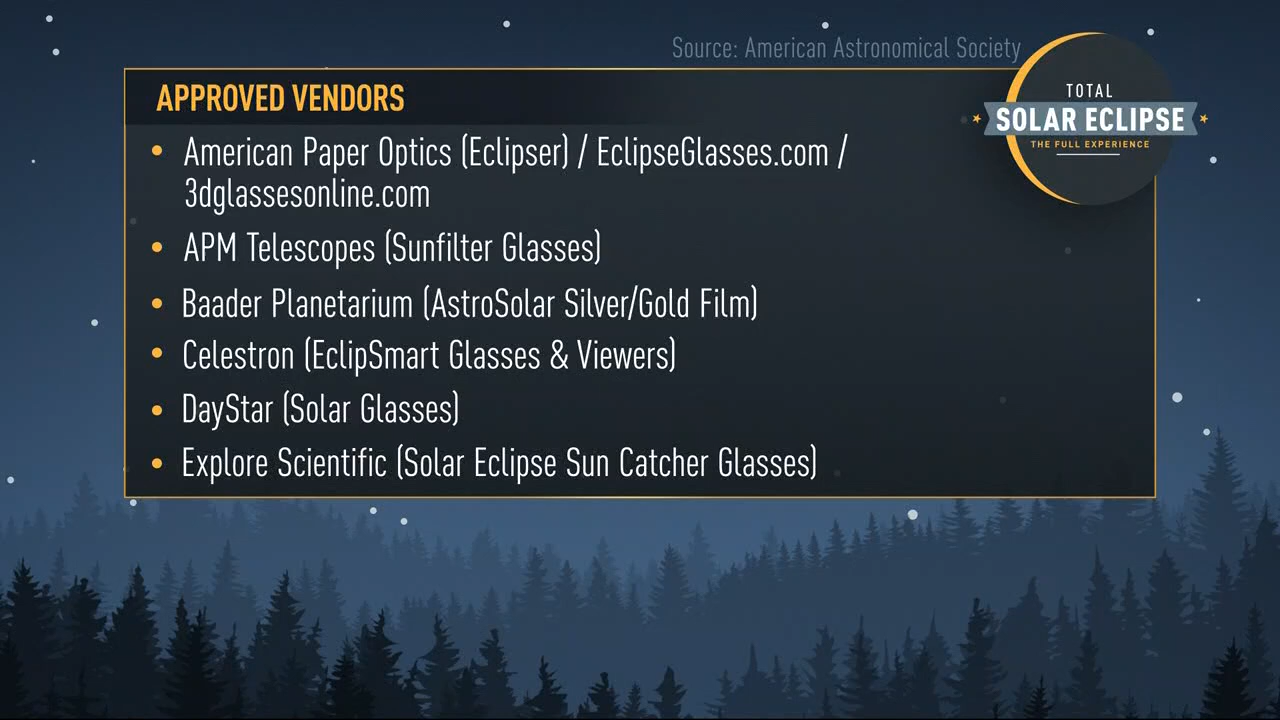 Source: American Astronomical Society
TOTAL
SOLAR ECLIPSE
THE FULL EXPERIENCE
APPROVED VENDORS
• American Paper Optics (Eclipser) / EclipseGlasses.com /
3dglassesonline.com
• APM Telescopes (Sunfilter Glasses)
• Baader Planetarium (AstroSolar Silver/Gold Film)
• Celestron (EclipSmart Glasses & Viewers)
• DayStar (Solar Glasses)
• Explore Scientific (Solar Eclipse Sun Catcher Glasses)